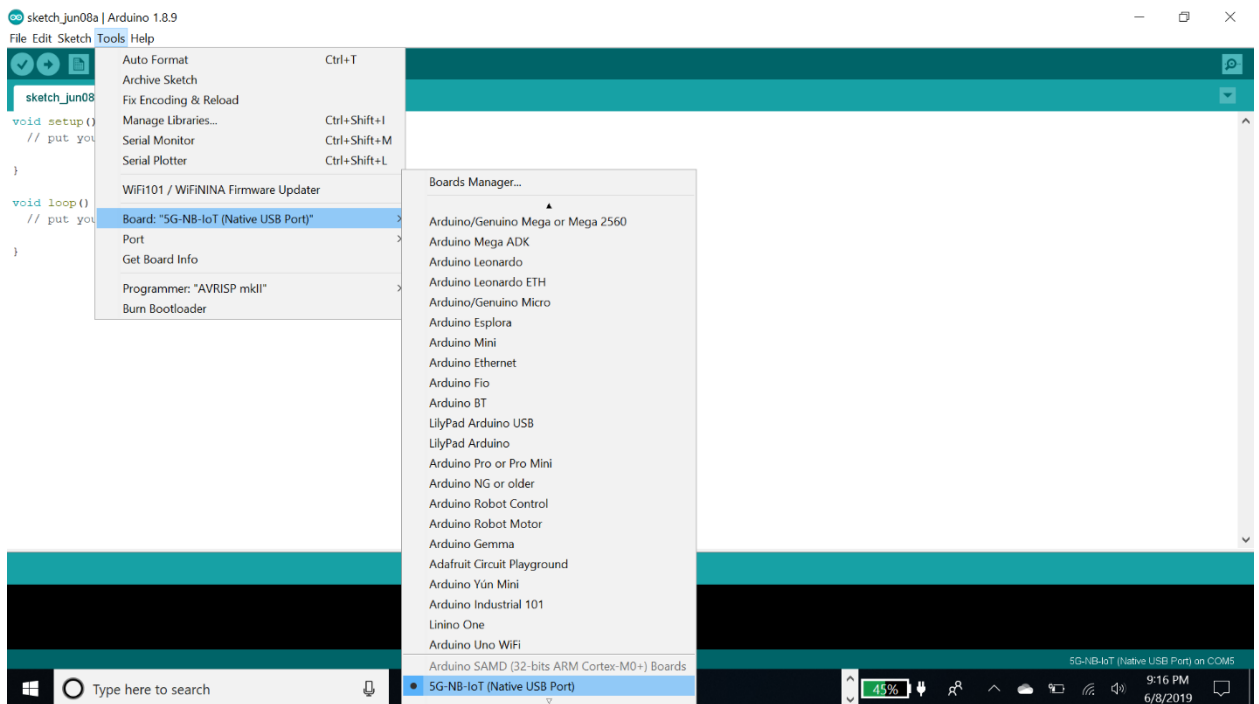 sketch_jun08a | Arduino 1.8.9
File Edit Sketch Tools Help
sketch_jun08
void setup()
// put you
}
void loop()
// put you
}
Auto Format Ctrl+T
Archive Sketch
Fix Encoding & Reload
Manage Libraries... Ctrl+Shift+I
Serial Monitor Ctrl+Shift+M
Serial Plotter Ctrl+Shift+L
WiFi101 / WiFiNINA Firmware Updater
Board: "5G-NB-IoT (Native USB Port)"
Port
Get Board Info
Programmer: "AVRISP mkII"
Burn Bootloader
Boards Manager...
Arduino/Genuino Mega or Mega 2560
Arduino Mega ADK
Arduino Leonardo
Arduino Leonardo ETH
Arduino/Genuino Micro
Arduino Esplora
Arduino Mini
Arduino Ethernet
Arduino Fio
Arduino BT
LilyPad Arduino USB
LilyPad Arduino
Arduino Pro or Pro Mini
Arduino NG or older
Arduino Robot Control
Arduino Robot Motor
Arduino Gemma
Adafruit Circuit Playground
Arduino Yún Mini
Arduino Industrial 101
Linino One
Arduino Uno WiFi
Arduino SAMD (32-bits ARM Cortex-M0+) Boards
5G-NB-IoT (Native USB Port)
5G-NB-IoT (Native USB Port) on COM5
Type here to search
45%
9:16 PM
6/8/2019